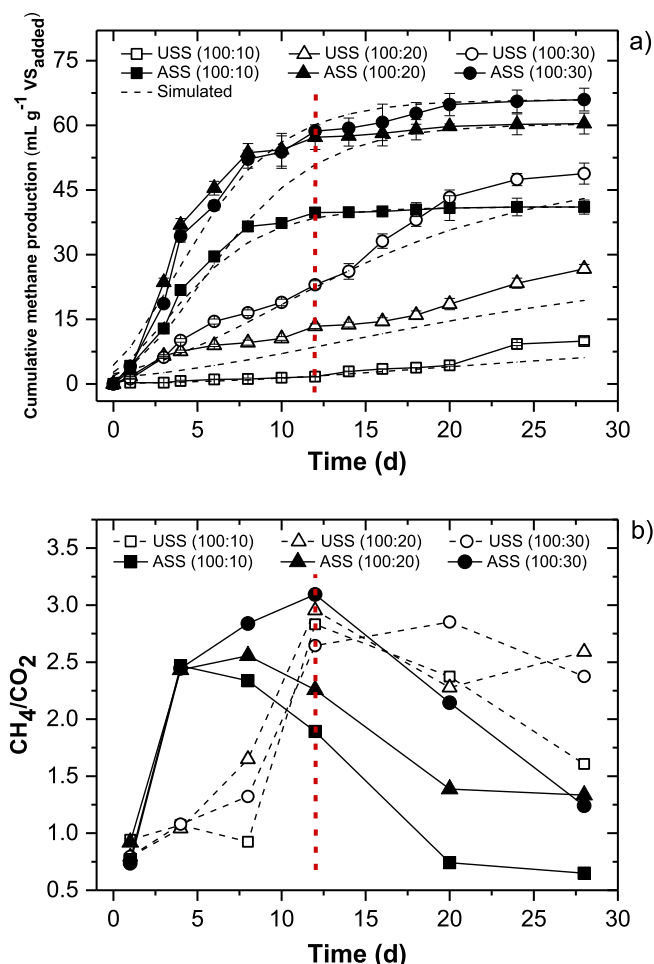 a)
USS (100:10) USS (100:20) USS (100:30)
ASS (100:10) ASS (100:20) ASS (100:30)
Simulated
Cumulative methane production (mL g⁻¹ VS_added)
75
60
45
30
15
0
0 5 10 15 20 25 30
Time (d)
b)
USS (100:10) USS (100:20) USS (100:30)
ASS (100:10) ASS (100:20) ASS (100:30)
CH₄/CO₂
3.5
3.0
2.5
2.0
1.5
1.0
0.5
0 5 10 15 20 25 30
Time (d)